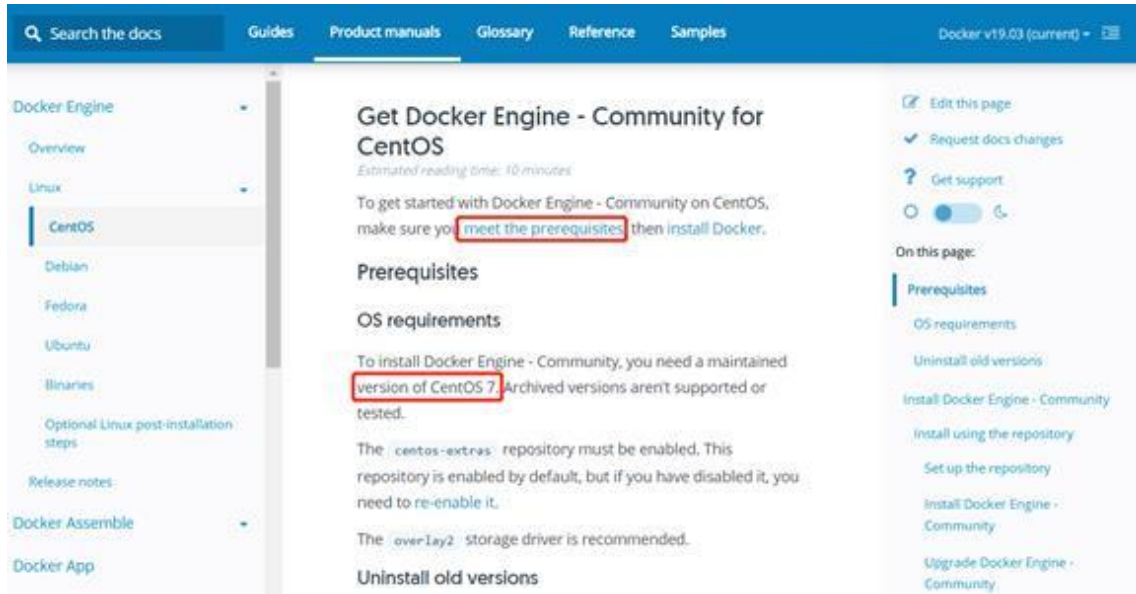 Search the docs
Guides
Product manuals
Glossary
Reference
Samples
Docker v19.03 (current)
Docker Engine
Overview
Linux
CentOS
Debian
Fedora
Ubuntu
Binaries
Optional Linux post-installation
steps
Release notes
Docker Assemble
Docker App
Get Docker Engine - Community for
CentOS
Estimated reading time: 10 minutes
To get started with Docker Engine - Community on CentOS,
make sure you meet the prerequisites, then install Docker.
Prerequisites
OS requirements
To install Docker Engine - Community, you need a maintained
version of CentOS 7. Archived versions aren't supported or
tested.
The centos-extras repository must be enabled. This
repository is enabled by default, but if you have disabled it, you
need to re-enable it.
The overlay2 storage driver is recommended.
Uninstall old versions
Edit this page
Request docs changes
Get support
On this page:
Prerequisites
OS requirements
Uninstall old versions
Install Docker Engine - Community
Install using the repository
Set up the repository
Install Docker Engine -
Community
Upgrade Docker Engine -
Community